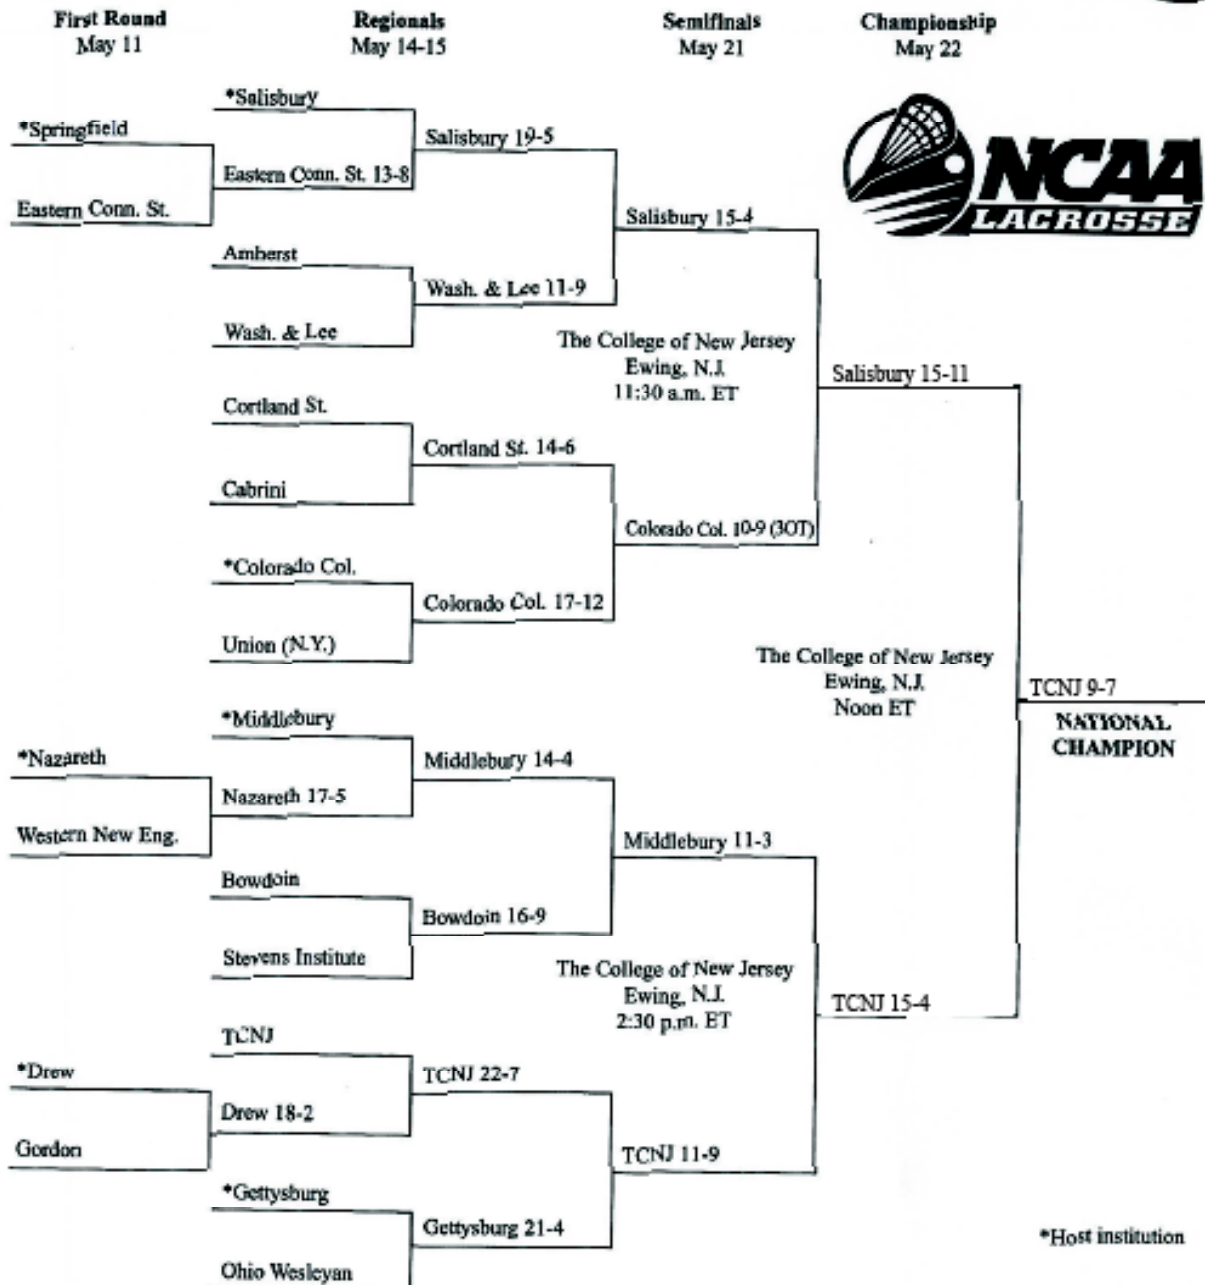 First Round
May 11
Regionals
May 14-15
Semifinals
May 21
Championship
May 22
*Springfield
Eastern Conn. St.
*Salisbury
Eastern Conn. St. 13-8
Amherst
Wash. & Lee
Cortland St.
Cabrini
*Colorado Col.
Union (N.Y.)
Salisbury 19-5
Wash. & Lee 11-9
Cortland St. 14-6
Colorado Col. 17-12
Salisbury 15-4
The College of New Jersey
Ewing, N.J.
11:30 a.m. ET
Colorado Col. 10-9 (3OT)
Salisbury 15-11
NCAA
LACROSSE
*Nazareth
Western New Eng.
*Middlebury
Nazareth 17-5
Bowdoin
Stevens Institute
*Drew
Gordon
TCNJ
Drew 18-2
*Gettysburg
Ohio Wesleyan
Middlebury 14-4
Bowdoin 16-9
TCNJ 22-7
Gettysburg 21-4
Middlebury 11-3
The College of New Jersey
Ewing, N.J.
2:30 p.m. ET
TCNJ 11-9
TCNJ 15-4
The College of New Jersey
Ewing, N.J.
Noon ET
TCNJ 9-7
NATIONAL
CHAMPION
*Host institution